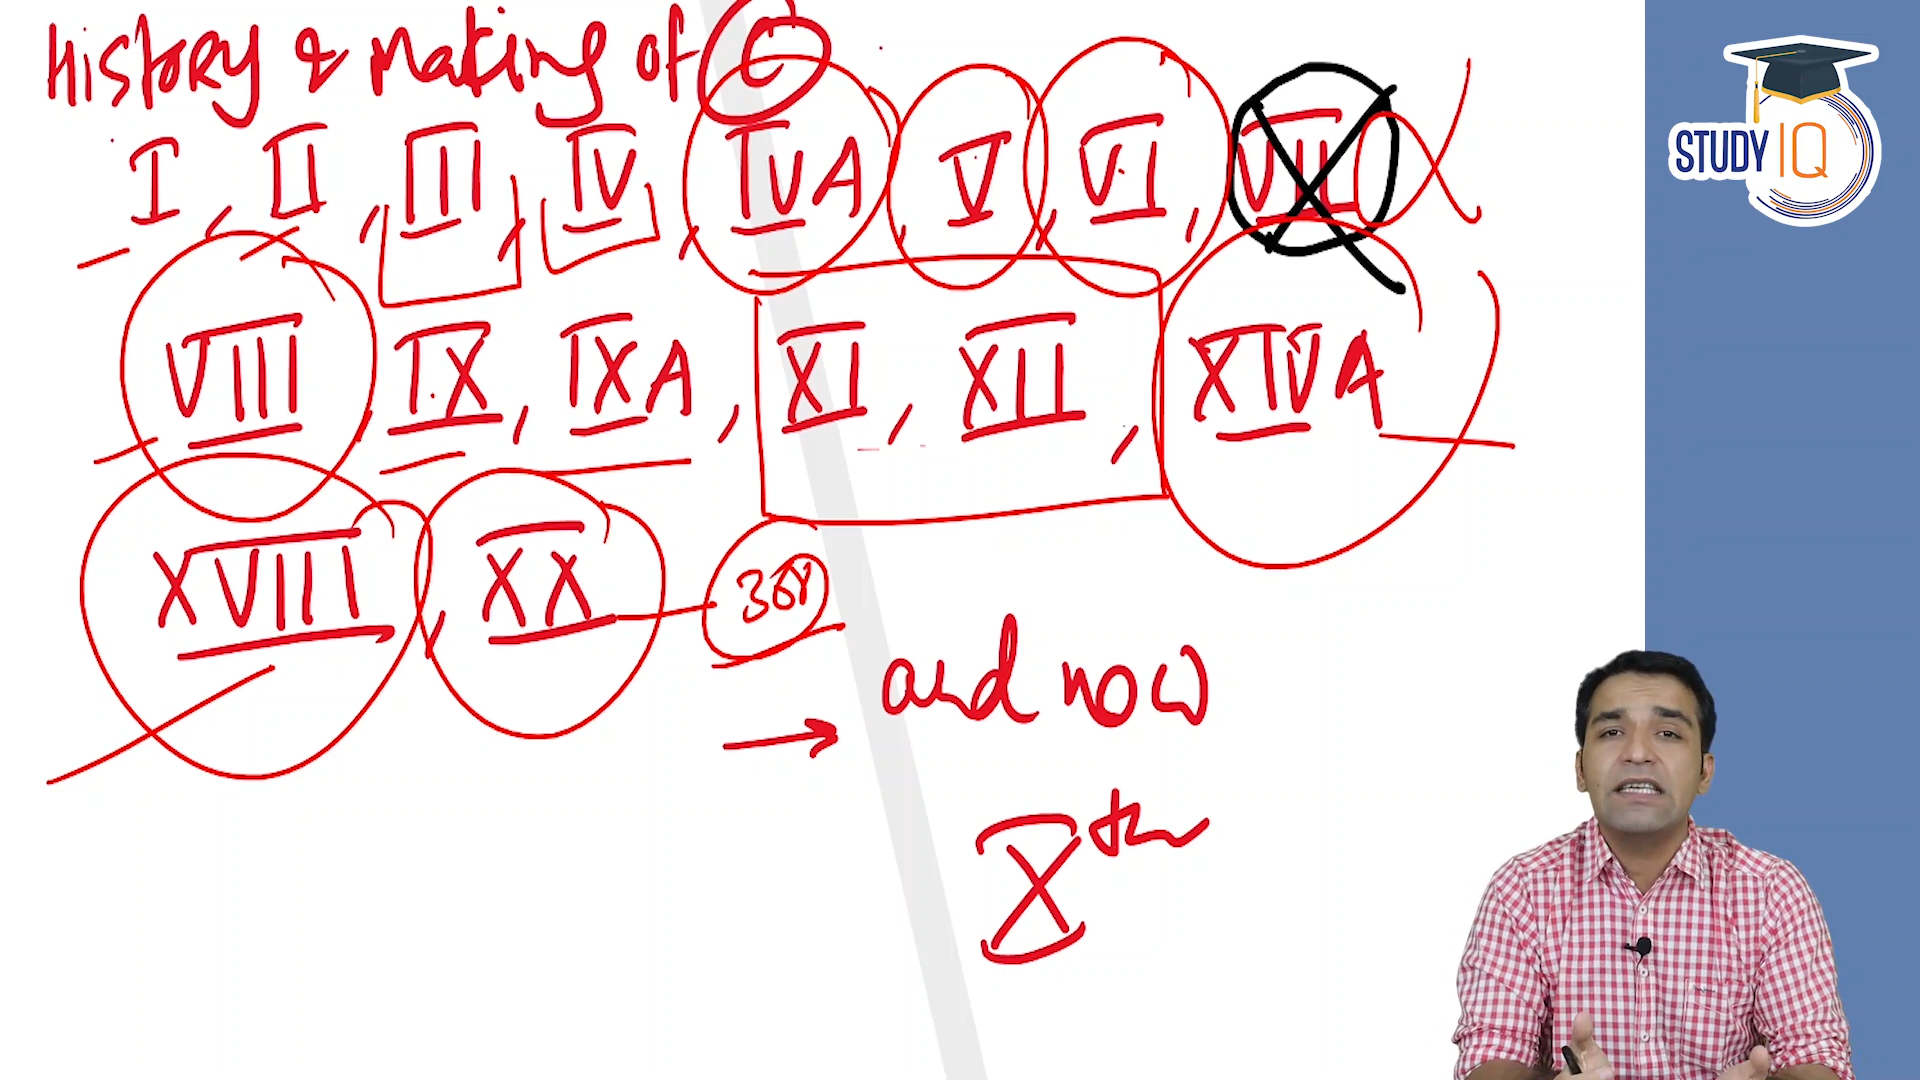 History & Making of C
I, II, III, IV, IVA, V, VI, VII
VIII, IX, IXA, XI, XII, XIVA
XVIII, XX 368
and now
Xth
STUDY IQ